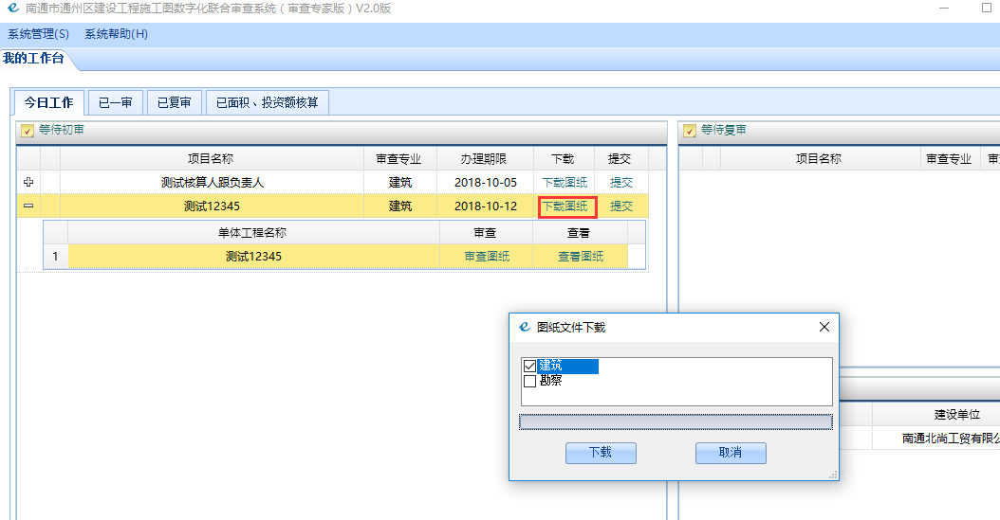 南通市通州区建设工程施工图数字化联合审查系统（审查专家版）V2.0版
系统管理(S) 系统帮助(H)
我的工作台
今日工作 已一审 已复审 已面积、投资额核算
等待初审
项目名称 审查专业 办理期限 下载 提交
测试核算人跟负责人 建筑 2018-10-05 下载图纸 提交
测试12345 建筑 2018-10-12 下载图纸 提交
单体工程名称 审查 查看
1 测试12345 审查图纸 查看图纸
等待复审
项目名称 审查专业
图纸文件下载
建筑
勘察
下载 取消
建设单位
南通北尚工贸有限